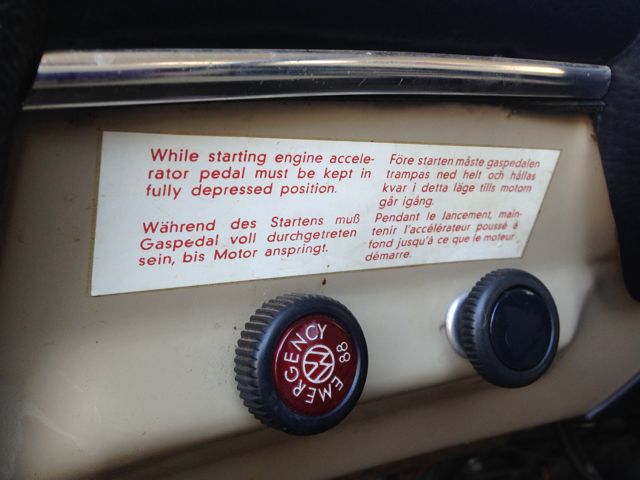 While starting engine accele-
rator pedal must be kept in
fully depressed position.
Während des Startens muß
Gaspedal voll durchgetreten
sein, bis Motor anspringt.
Före starten måste gaspedalen
trampas ned helt och hållas
kvar i detta läge tills motorn
går igång.
Pendant le lancement, main-
tenir l'accélérateur poussé à
fond jusqu'à ce que le moteur
démarre.
EMERGENCY 88